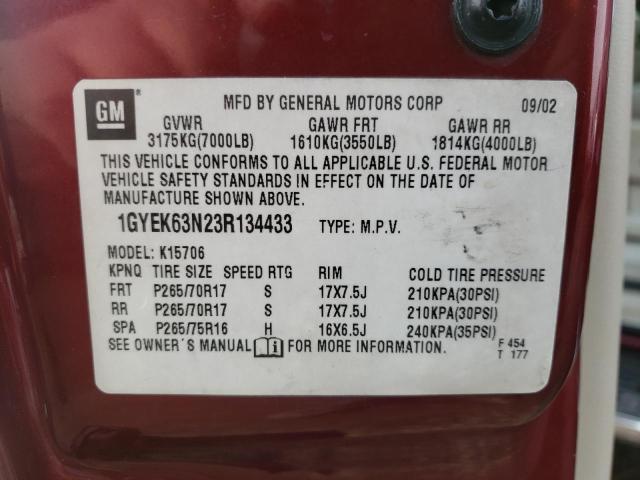 GM ®
MFD BY GENERAL MOTORS CORP 09/02
GVWR GAWR FRT GAWR RR
3175KG(7000LB) 1610KG(3550LB) 1814KG(4000LB)
THIS VEHICLE CONFORMS TO ALL APPLICABLE U.S. FEDERAL MOTOR
VEHICLE SAFETY STANDARDS IN EFFECT ON THE DATE OF
MANUFACTURE SHOWN ABOVE.
1GYEK63N23R134433 TYPE: M.P.V.
MODEL: K15706
KPNQ TIRE SIZE SPEED RTG RIM COLD TIRE PRESSURE
FRT P265/70R17 S 17X7.5J 210KPA(30PSI)
RR P265/70R17 S 17X7.5J 210KPA(30PSI)
SPA P265/75R16 H 16X6.5J 240KPA(35PSI)
SEE OWNER'S MANUAL i FOR MORE INFORMATION. F 454
T 177